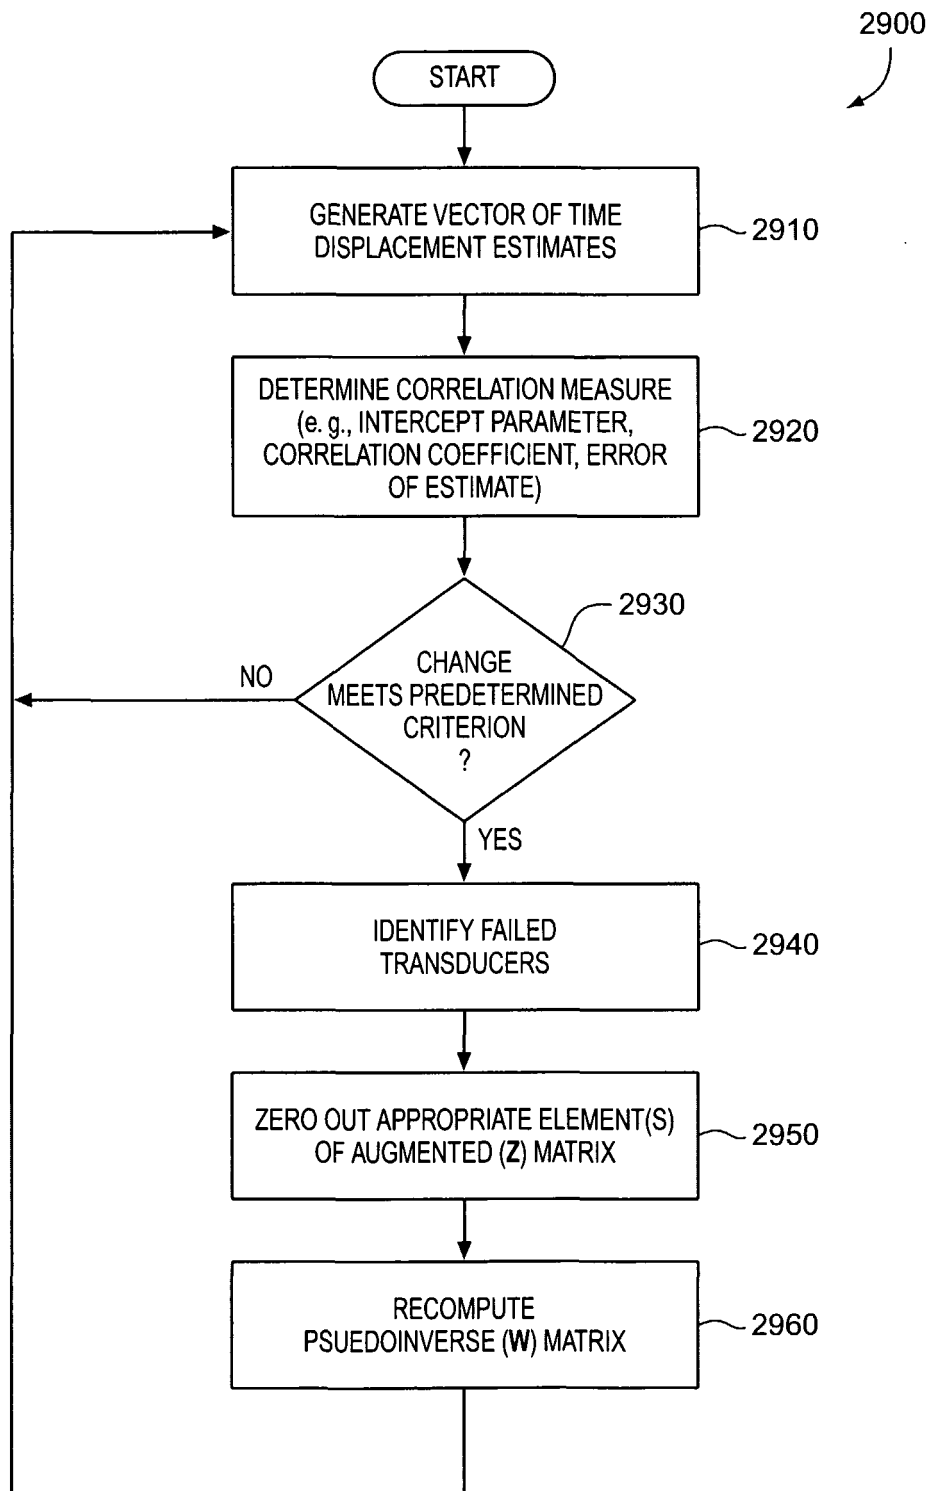 2900
START
GENERATE VECTOR OF TIME
DISPLACEMENT ESTIMATES
2910
DETERMINE CORRELATION MEASURE
(e. g., INTERCEPT PARAMETER,
CORRELATION COEFFICIENT, ERROR
OF ESTIMATE)
2920
2930
CHANGE
MEETS PREDETERMINED
CRITERION
?
NO
YES
IDENTIFY FAILED
TRANSDUCERS
2940
ZERO OUT APPROPRIATE ELEMENT(S)
OF AUGMENTED (Z) MATRIX
2950
RECOMPUTE
PSUEDOINVERSE (W) MATRIX
2960